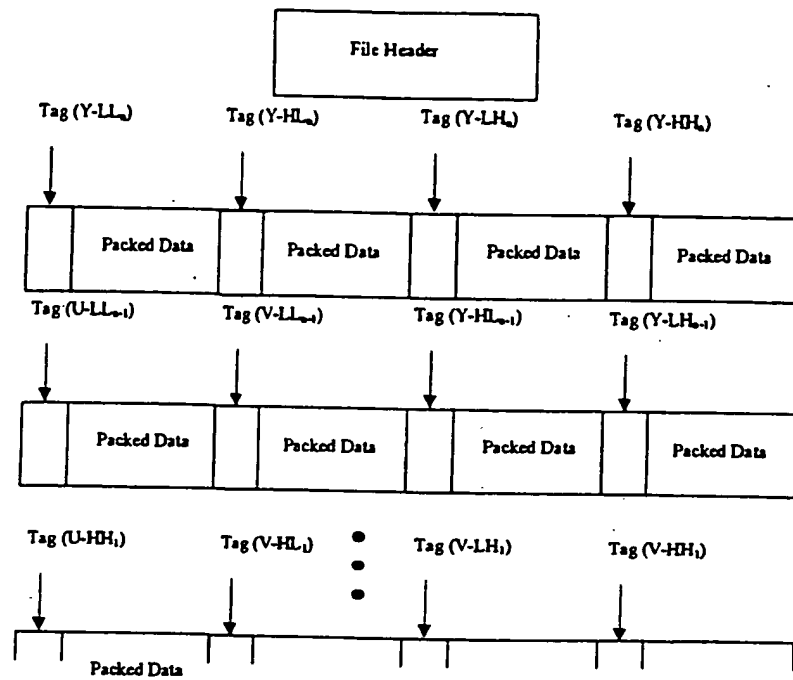 File Header
Tag (Y-LLₙ) Tag (Y-HLₙ) Tag (Y-LHₙ) Tag (Y-HHₙ)
Packed Data Packed Data Packed Data Packed Data
Tag (U-LLₙ₋₁) Tag (V-LLₙ₋₁) Tag (Y-HLₙ₋₁) Tag (Y-LHₙ₋₁)
Packed Data Packed Data Packed Data Packed Data
Tag (U-HH₁) Tag (V-HL₁) Tag (V-LH₁) Tag (V-HH₁)
Packed Data